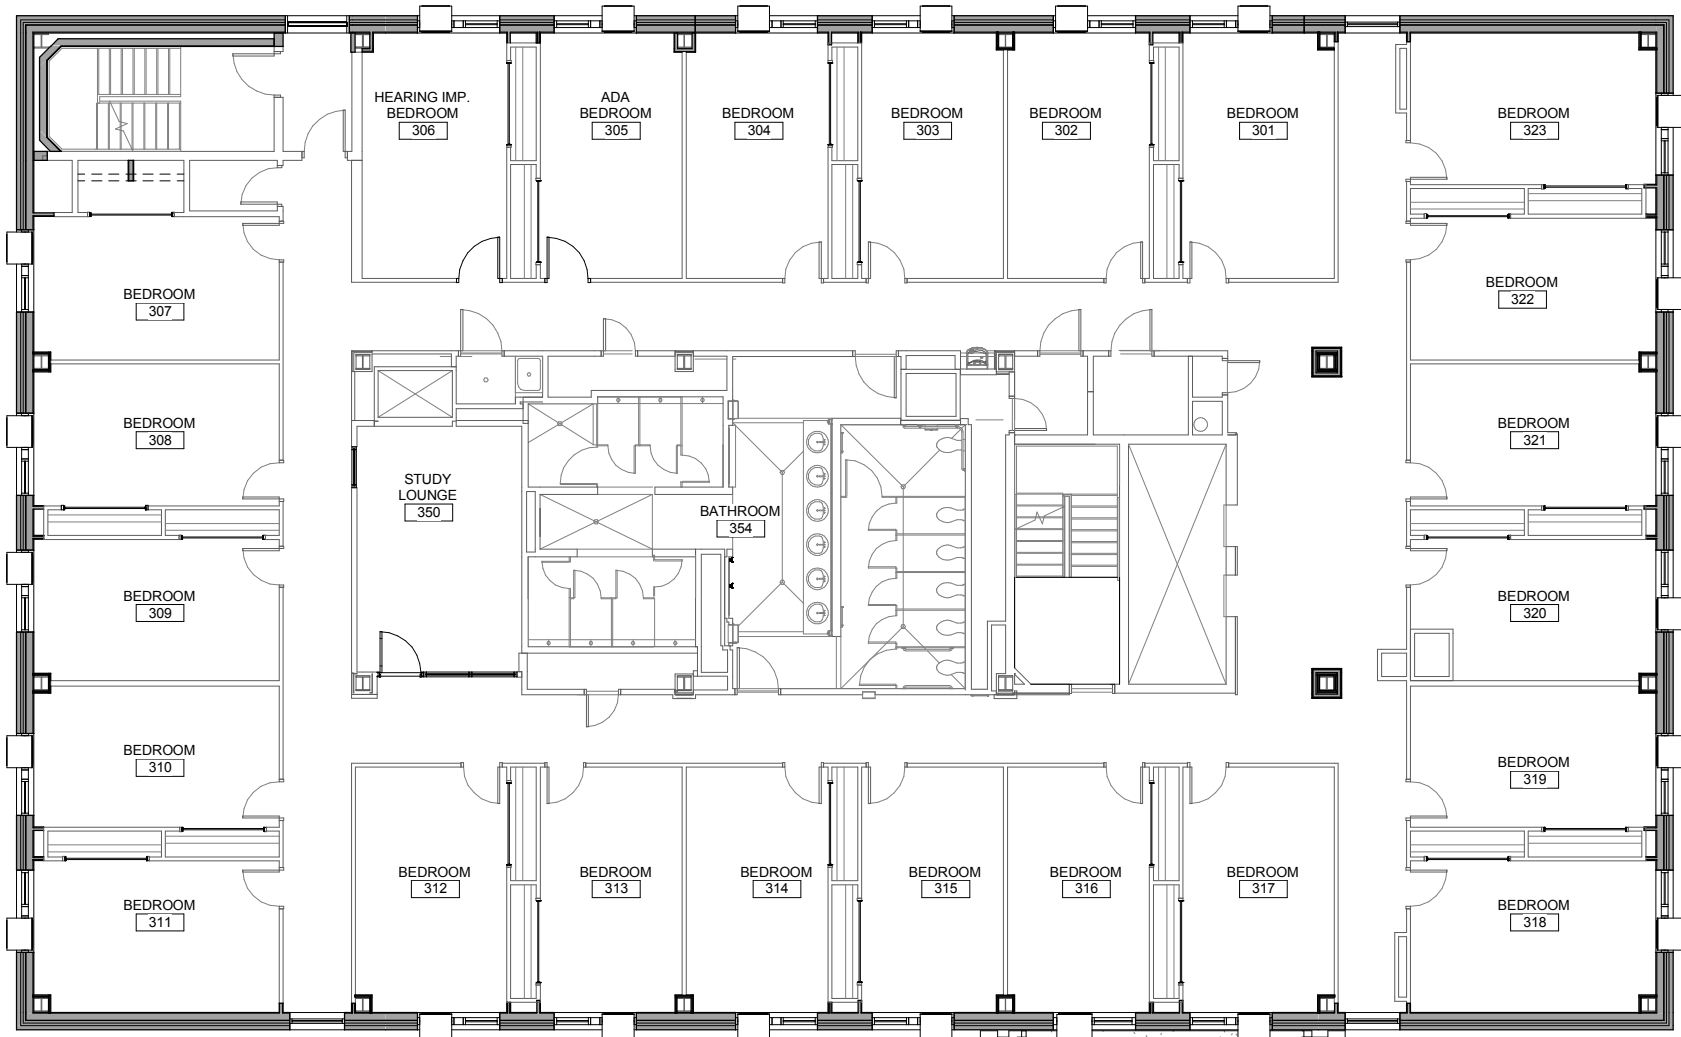 HEARING IMP.
BEDROOM
306
ADA
BEDROOM
305
BEDROOM
304
BEDROOM
303
BEDROOM
302
BEDROOM
301
BEDROOM
323
BEDROOM
307
BEDROOM
322
BEDROOM
308
BEDROOM
321
STUDY
LOUNGE
350
BATHROOM
354
BEDROOM
309
BEDROOM
320
BEDROOM
310
BEDROOM
319
BEDROOM
312
BEDROOM
313
BEDROOM
314
BEDROOM
315
BEDROOM
316
BEDROOM
317
BEDROOM
311
BEDROOM
318